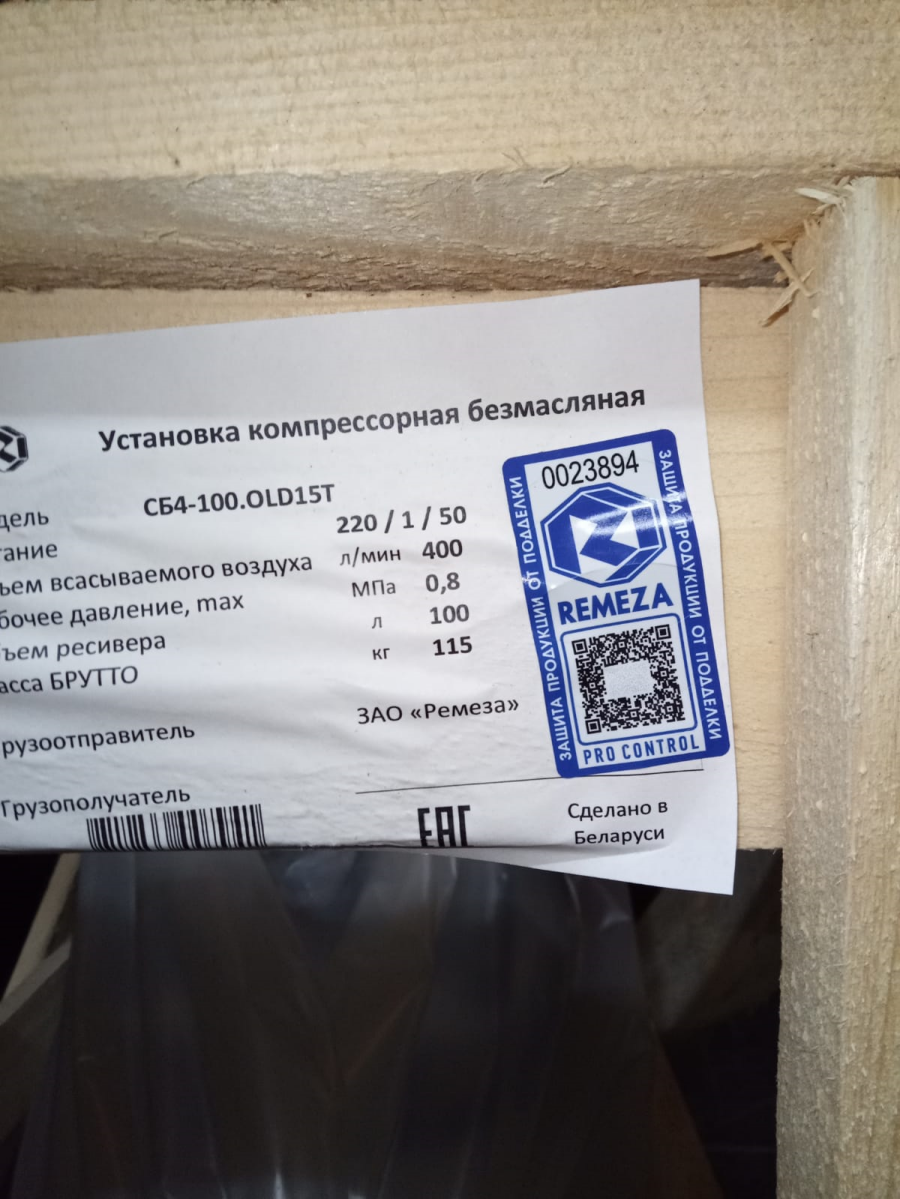 Установка компрессорная безмасляная
дель
СБ4-100.OLD15T
тание
220 / 1 / 50
ъем всасываемого воздуха л/мин 400
бочее давление, max МПа 0,8
ъем ресивера л 100
асса БРУТТО кг 115
рузоотправитель ЗАО «Ремеза»
Грузополучатель
EAC
Сделано в
Беларуси
0023894
ЗАЩИТА ПРОДУКЦИИ ОТ ПОДДЕЛКИ
ЗАЩИТА ПРОДУКЦИИ ОТ ПОДДЕЛКИ
REMEZA
PRO CONTROL